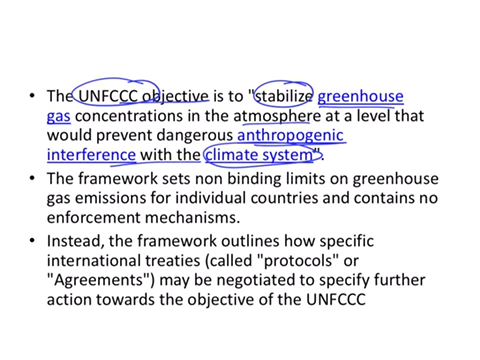 • The UNFCCC objective is to "stabilize greenhouse
gas concentrations in the atmosphere at a level that
would prevent dangerous anthropogenic
interference with the climate system".
• The framework sets non binding limits on greenhouse
gas emissions for individual countries and contains no
enforcement mechanisms.
• Instead, the framework outlines how specific
international treaties (called "protocols" or
"Agreements") may be negotiated to specify further
action towards the objective of the UNFCCC